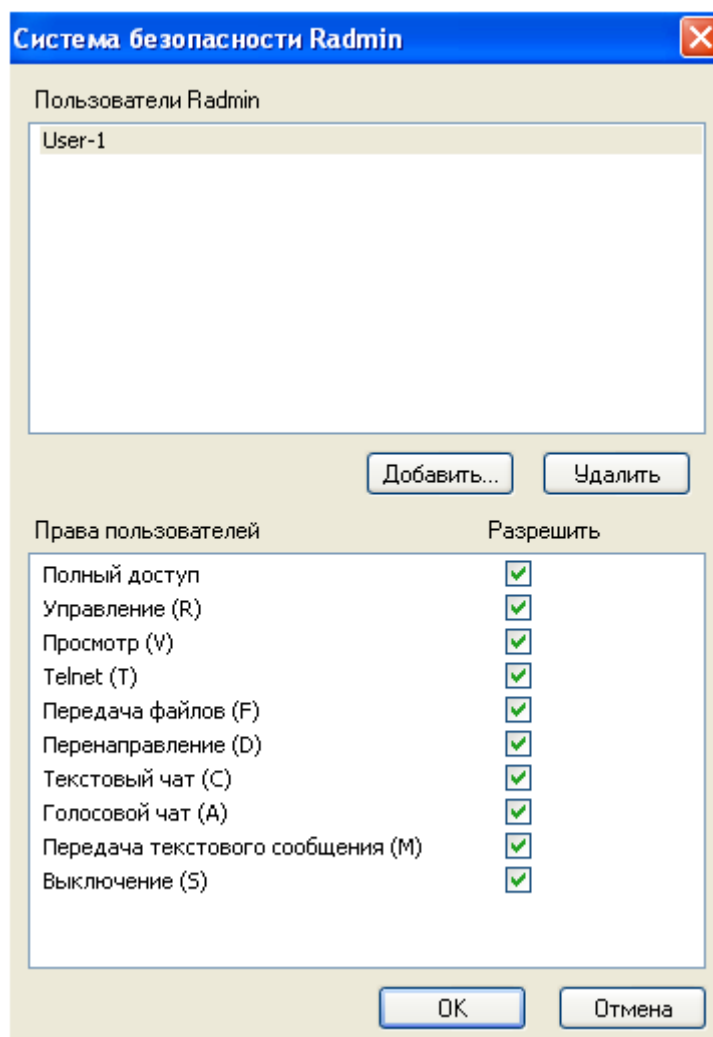 Система безопасности Radmin
Пользователи Radmin
User-1
Добавить... Удалить
Права пользователей Разрешить
Полный доступ
Управление (R)
Просмотр (V)
Telnet (T)
Передача файлов (F)
Перенаправление (D)
Текстовый чат (C)
Голосовой чат (A)
Передача текстового сообщения (M)
Выключение (S)
OK Отмена